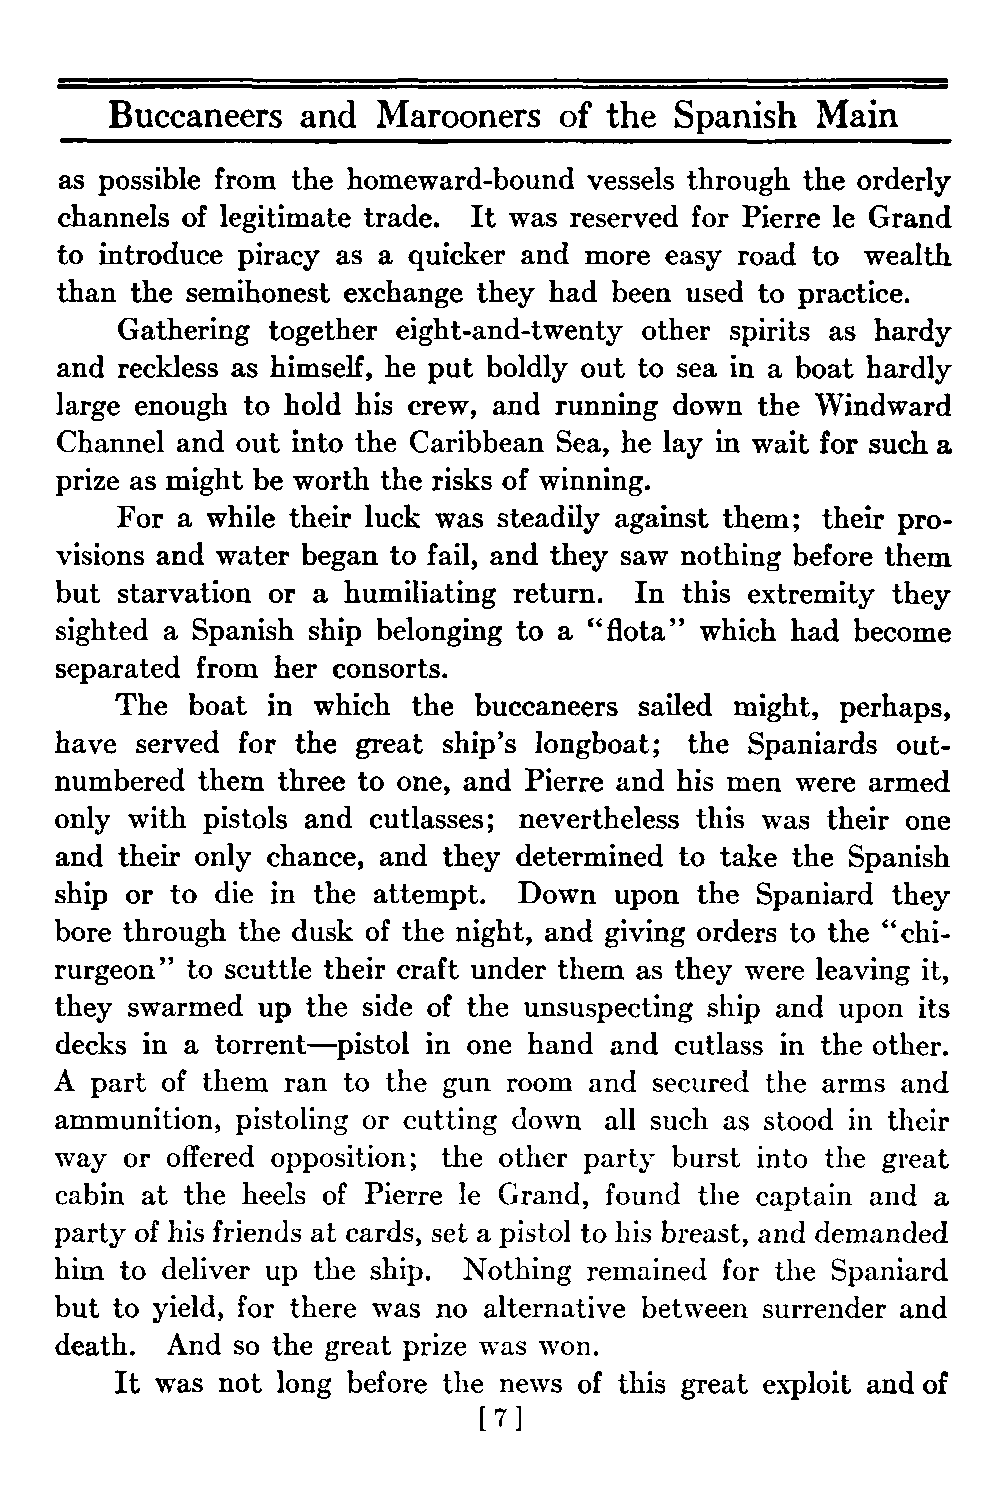 Buccaneers and Marooners of the Spanish Main
as possible from the homeward-bound vessels through the orderly
channels of legitimate trade. It was reserved for Pierre le Grand
to introduce piracy as a quicker and more easy road to wealth
than the semihonest exchange they had been used to practice.
Gathering together eight-and-twenty other spirits as hardy
and reckless as himself, he put boldly out to sea in a boat hardly
large enough to hold his crew, and running down the Windward
Channel and out into the Caribbean Sea, he lay in wait for such a
prize as might be worth the risks of winning.
For a while their luck was steadily against them; their pro-
visions and water began to fail, and they saw nothing before them
but starvation or a humiliating return. In this extremity they
sighted a Spanish ship belonging to a “flota” which had become
separated from her consorts.
The boat in which the buccaneers sailed might, perhaps,
have served for the great ship’s longboat; the Spaniards out-
numbered them three to one, and Pierre and his men were armed
only with pistols and cutlasses; nevertheless this was their one
and their only chance, and they determined to take the Spanish
ship or to die in the attempt. Down upon the Spaniard they
bore through the dusk of the night, and giving orders to the “chi-
rurgeon” to scuttle their craft under them as they were leaving it,
they swarmed up the side of the unsuspecting ship and upon its
decks in a torrent—pistol in one hand and cutlass in the other.
A part of them ran to the gun room and secured the arms and
ammunition, pistoling or cutting down all such as stood in their
way or offered opposition; the other party burst into the great
cabin at the heels of Pierre le Grand, found the captain and a
party of his friends at cards, set a pistol to his breast, and demanded
him to deliver up the ship. Nothing remained for the Spaniard
but to yield, for there was no alternative between surrender and
death. And so the great prize was won.
It was not long before the news of this great exploit and of
[ 7 ]